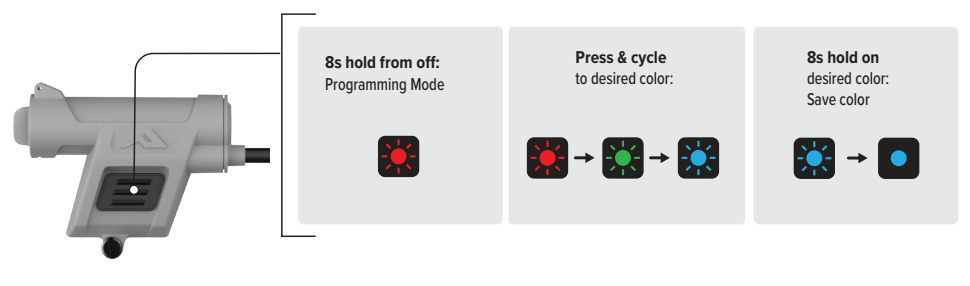 8s hold from off:
Programming Mode
Press & cycle
to desired color:
8s hold on
desired color:
Save color